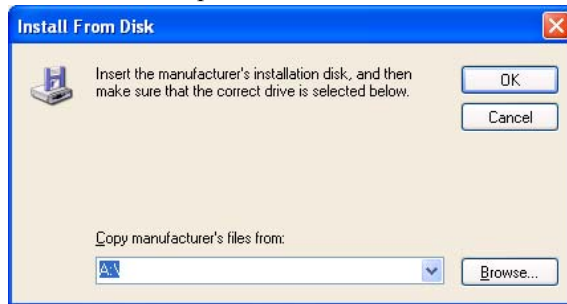 Install From Disk
Insert the manufacturer's installation disk, and then
make sure that the correct drive is selected below.
OK
Cancel
Copy manufacturer's files from:
A:\
Browse...